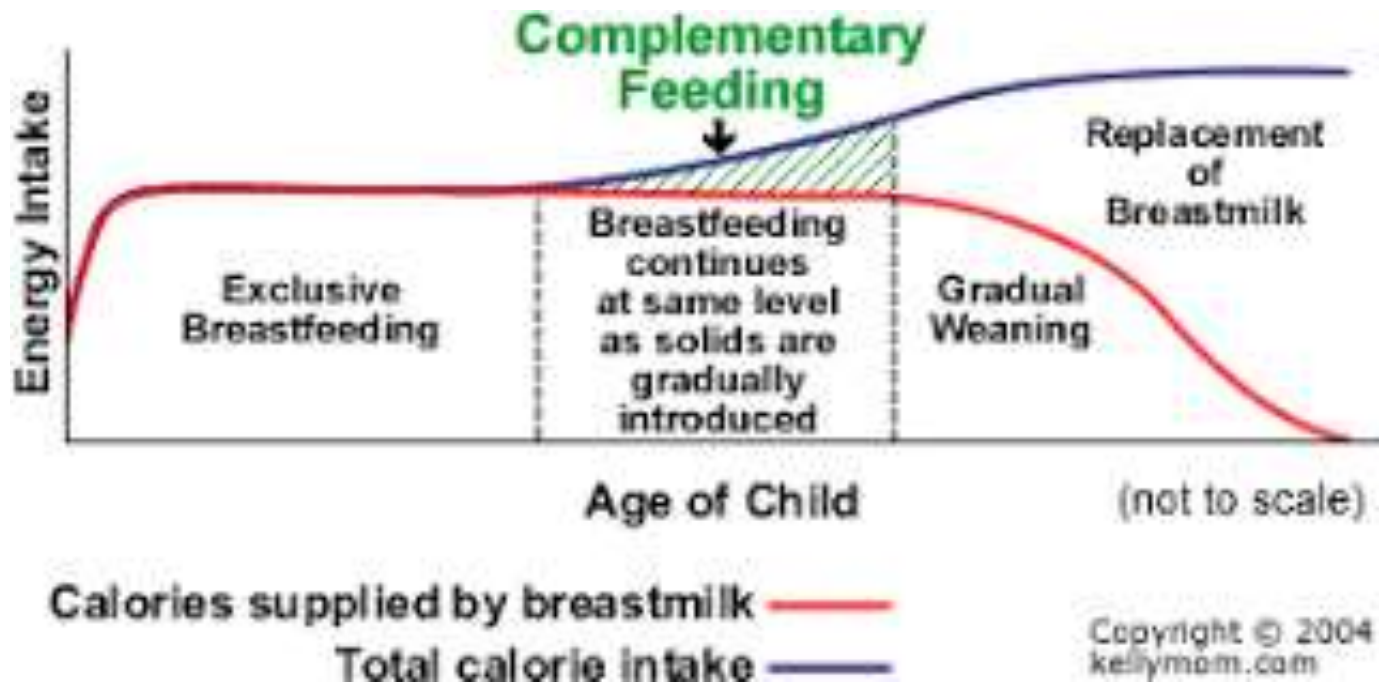 Complementary
Feeding
Energy Intake
Exclusive
Breastfeeding
Breastfeeding
continues
at same level
as solids are
gradually
introduced
Gradual
Weaning
Replacement
of
Breastmilk
Age of Child
(not to scale)
Calories supplied by breastmilk
Total calorie intake
Copyright © 2004
kellymom.com